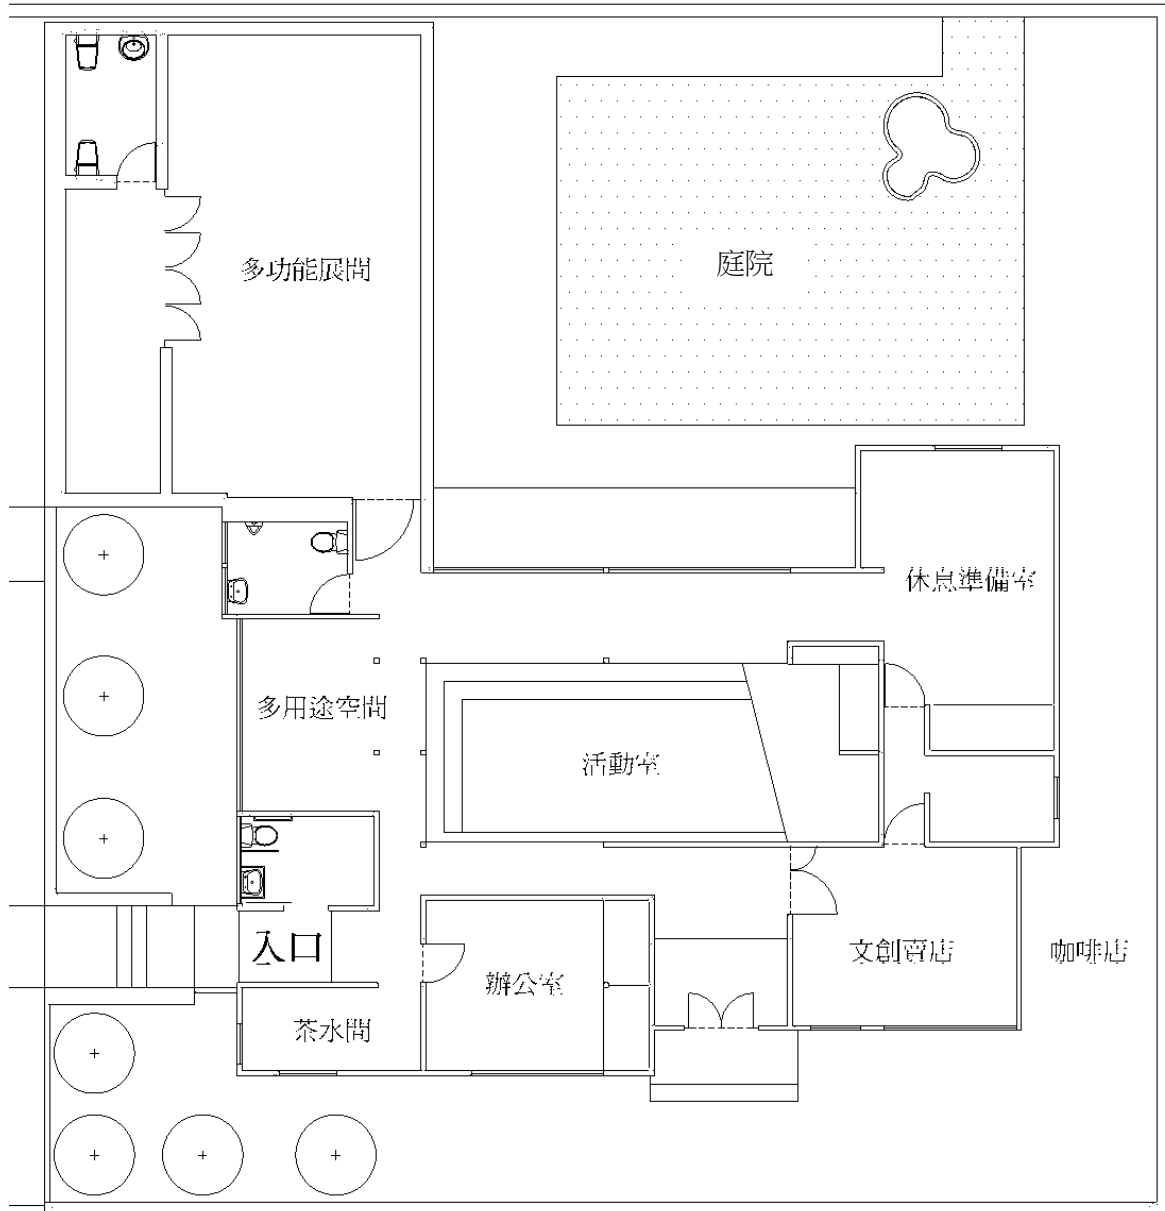 庭院
多功能展間
休息準備室
多用途空間
活動室
入口
文創賣店
咖啡店
辦公室
茶水間